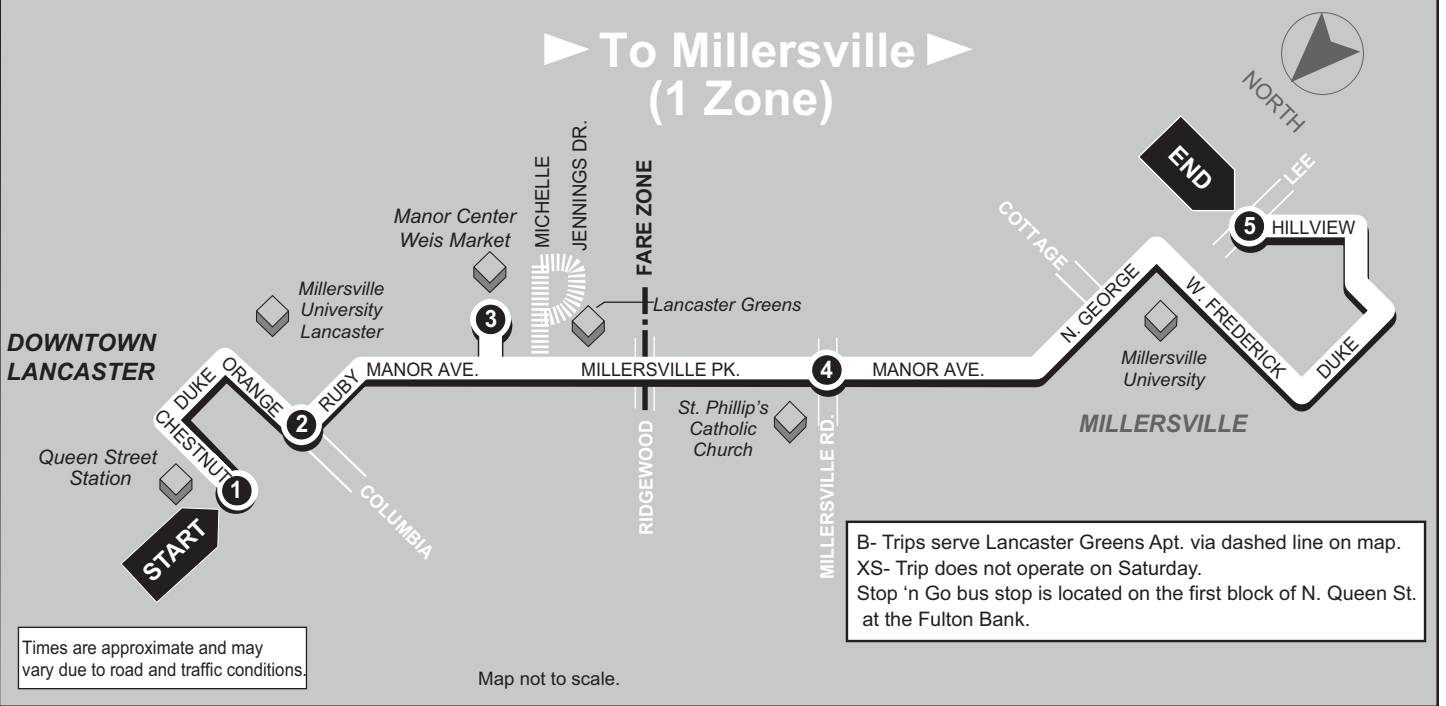 To Millersville
(1 Zone)
NORTH
END
LEE
COTTAGE
5
HILLVIEW
MICHELLE
JENNINGS DR.
FARE ZONE
Manor Center
Weis Market
Millersville
University
Lancaster
3
Lancaster Greens
DOWNTOWN
LANCASTER
DUKE
ORANGE
RUBY
MANOR AVE.
MILLERSVILLE PK.
4
MANOR AVE.
N. GEORGE
W. FREDERICK
DUKE
Millersville
University
MILLERSVILLE
CHESTNUT
2
St. Phillip's
Catholic
Church
Queen Street
Station
1
COLUMBIA
RIDGEWOOD
MILLERSVILLE RD.
START
B- Trips serve Lancaster Greens Apt. via dashed line on map.
XS- Trip does not operate on Saturday.
Stop ‘n Go bus stop is located on the first block of N. Queen St.
at the Fulton Bank.
Times are approximate and may
vary due to road and traffic conditions.
Map not to scale.